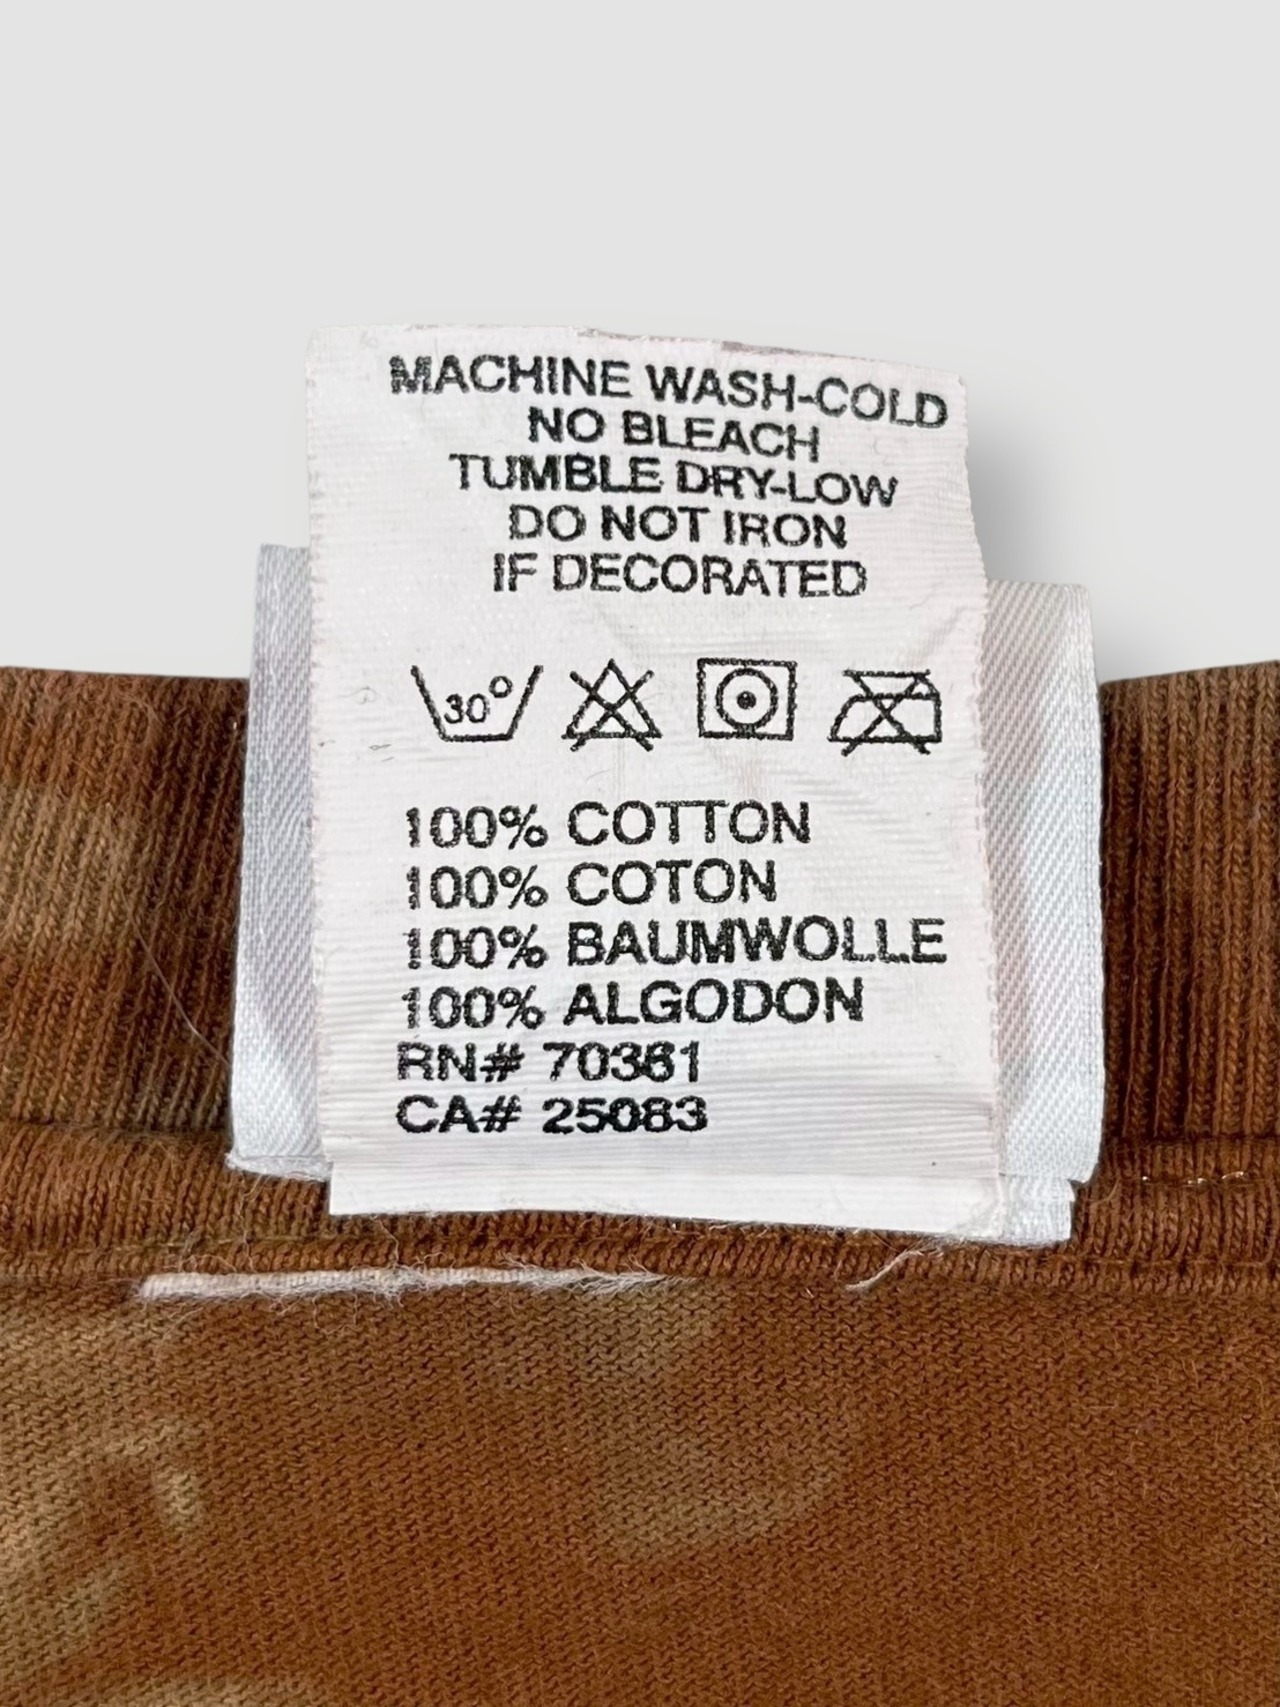 MACHINE WASH-COLD
NO BLEACH
TUMBLE DRY-LOW
DO NOT IRON
IF DECORATED
30°
100% COTTON
100% COTON
100% BAUMWOLLE
100% ALGODON
RN# 70361
CA# 25083